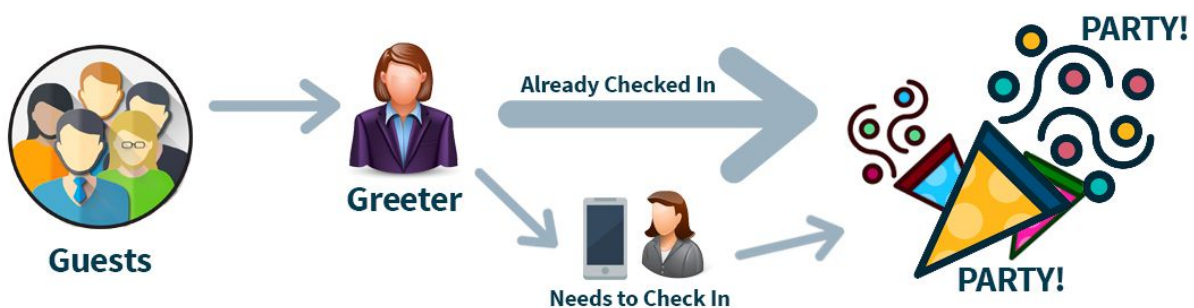 PARTY!
Already Checked In
Greeter
Guests
Needs to Check In
PARTY!